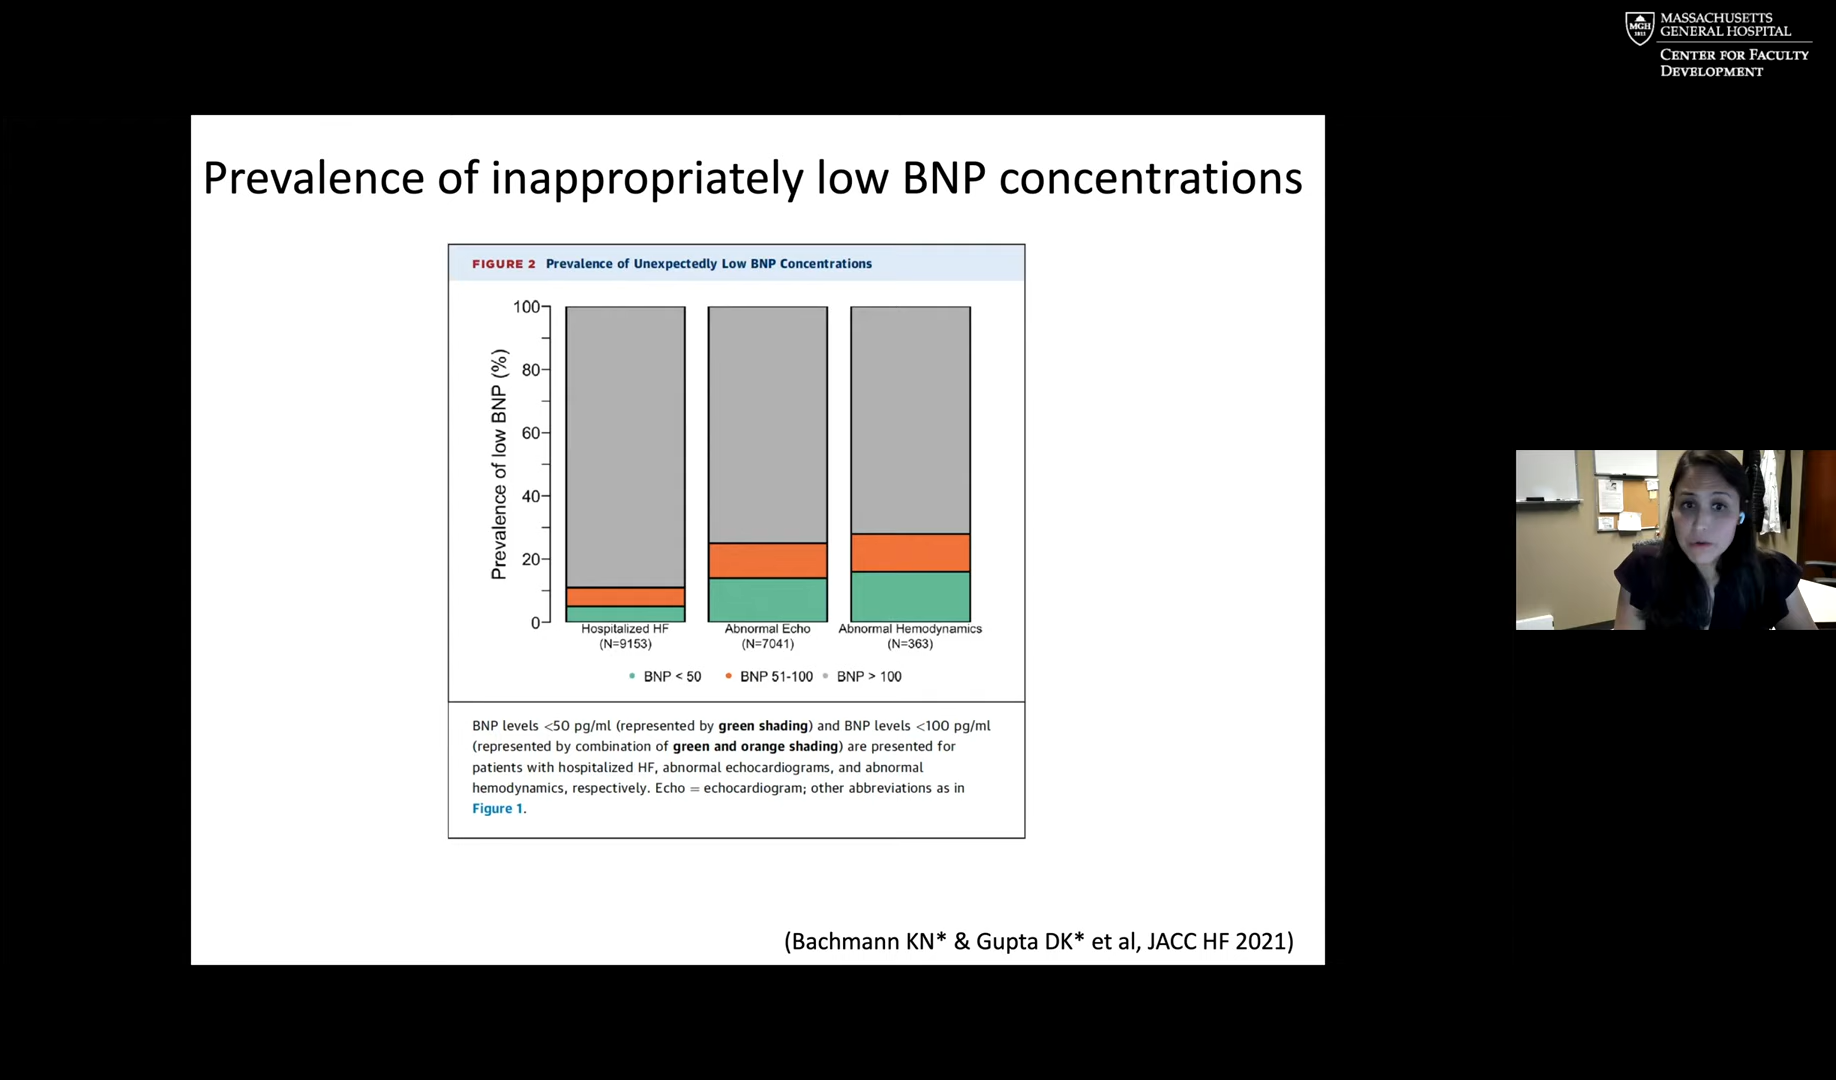 MASSACHUSETTS
GENERAL HOSPITAL
CENTER FOR FACULTY
DEVELOPMENT
MGH
1811
Prevalence of inappropriately low BNP concentrations
FIGURE 2 Prevalence of Unexpectedly Low BNP Concentrations
Prevalence of low BNP (%)
100
80
60
40
20
0
Hospitalized HF
(N=9153)
Abnormal Echo
(N=7041)
Abnormal Hemodynamics
(N=363)
BNP < 50 BNP 51-100 BNP > 100
BNP levels <50 pg/ml (represented by green shading) and BNP levels <100 pg/ml
(represented by combination of green and orange shading) are presented for
patients with hospitalized HF, abnormal echocardiograms, and abnormal
hemodynamics, respectively. Echo = echocardiogram; other abbreviations as in
Figure 1.
(Bachmann KN* & Gupta DK* et al, JACC HF 2021)